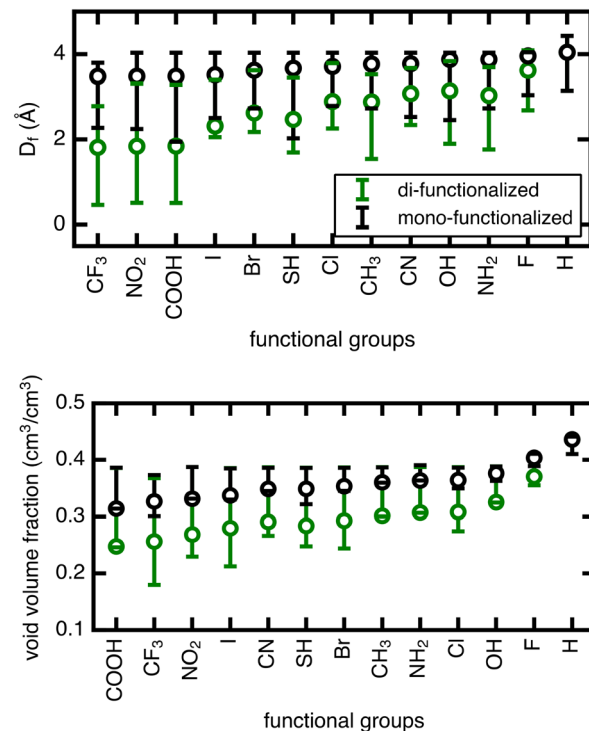 D_f (Å)
4
2
0
di-functionalized
mono-functionalized
CF₃
NO₂
COOH
I
Br
SH
Cl
CH₃
CN
OH
NH₂
F
H
functional groups
void volume fraction (cm³/cm³)
0.5
0.4
0.3
0.2
0.1
COOH
CF₃
NO₂
I
CN
SH
Br
CH₃
NH₂
Cl
OH
F
H
functional groups